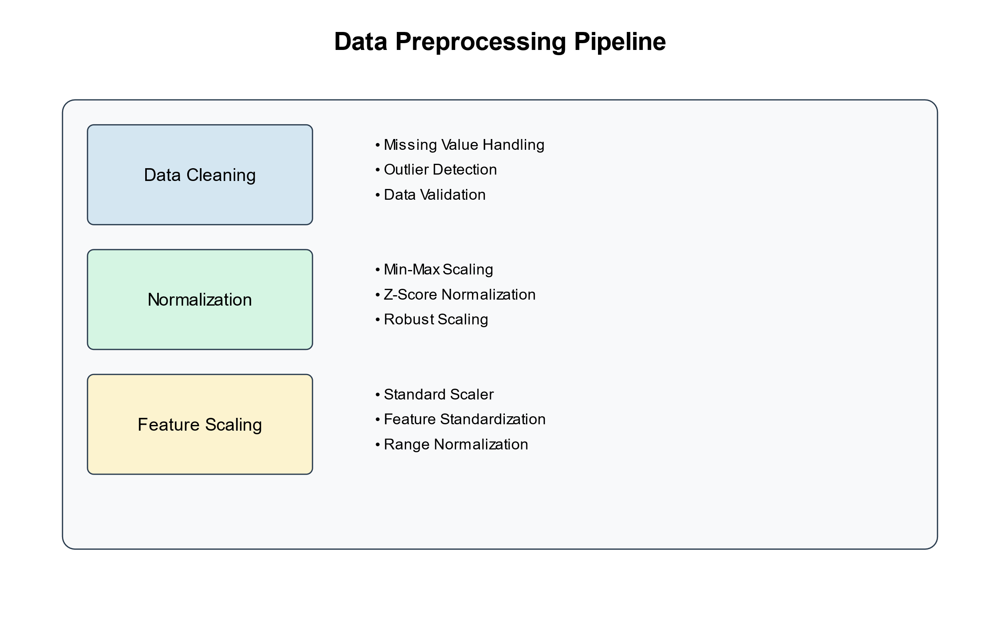 Data Preprocessing Pipeline
Data Cleaning
• Missing Value Handling
• Outlier Detection
• Data Validation
Normalization
• Min-Max Scaling
• Z-Score Normalization
• Robust Scaling
Feature Scaling
• Standard Scaler
• Feature Standardization
• Range Normalization